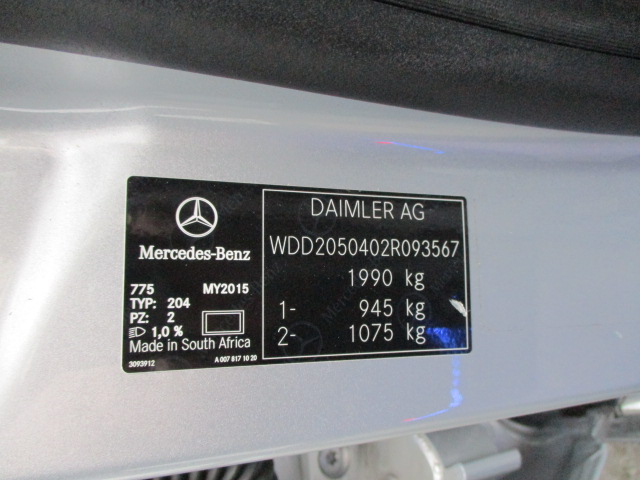 Mercedes-Benz
775 MY2015
TYP: 204
PZ: 2
1,0 %
Made in South Africa
3093912 A 007 817 10 20
DAIMLER AG
WDD2050402R093567
1990 kg
1- 945 kg
2- 1075 kg